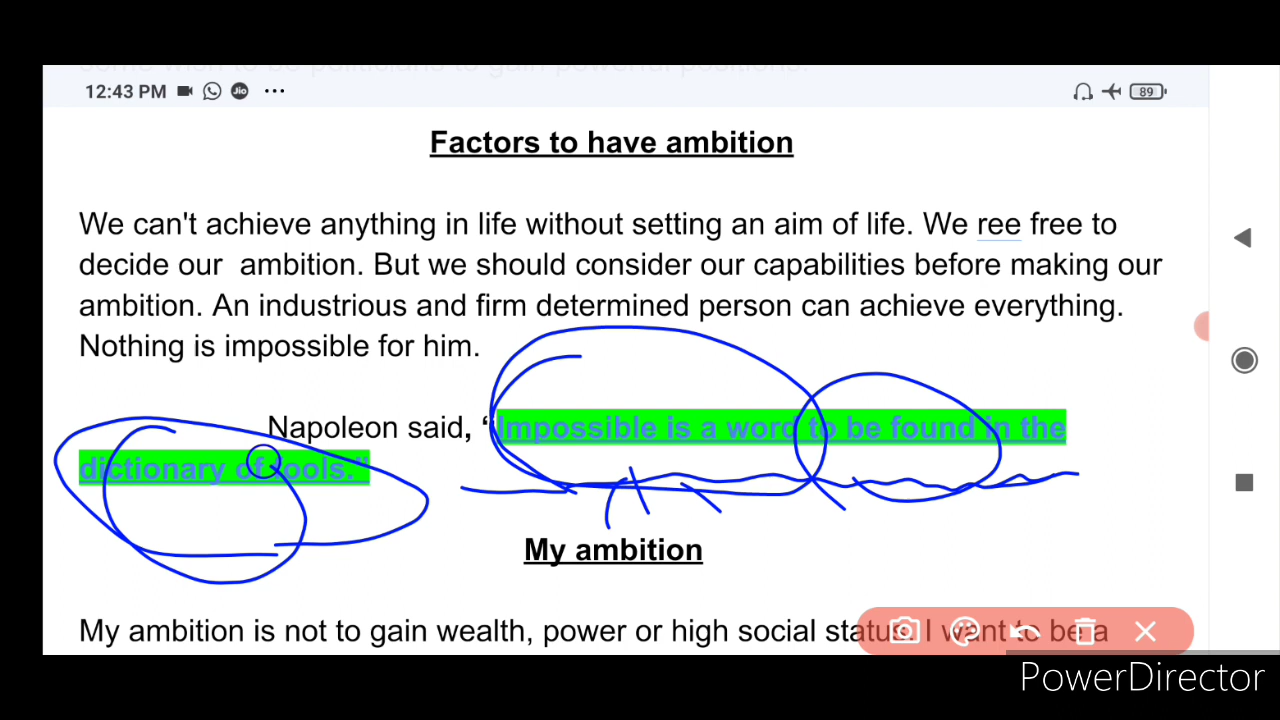 12:43 PM Jio ... 89
Factors to have ambition
We can't achieve anything in life without setting an aim of life. We ree free to
decide our ambition. But we should consider our capabilities before making our
ambition. An industrious and firm determined person can achieve everything.
Nothing is impossible for him.
Napoleon said, “Impossible is a word to be found in the
dictionary of fools.”
My ambition
My ambition is not to gain wealth, power or high social status. I want to be a
PowerDirector